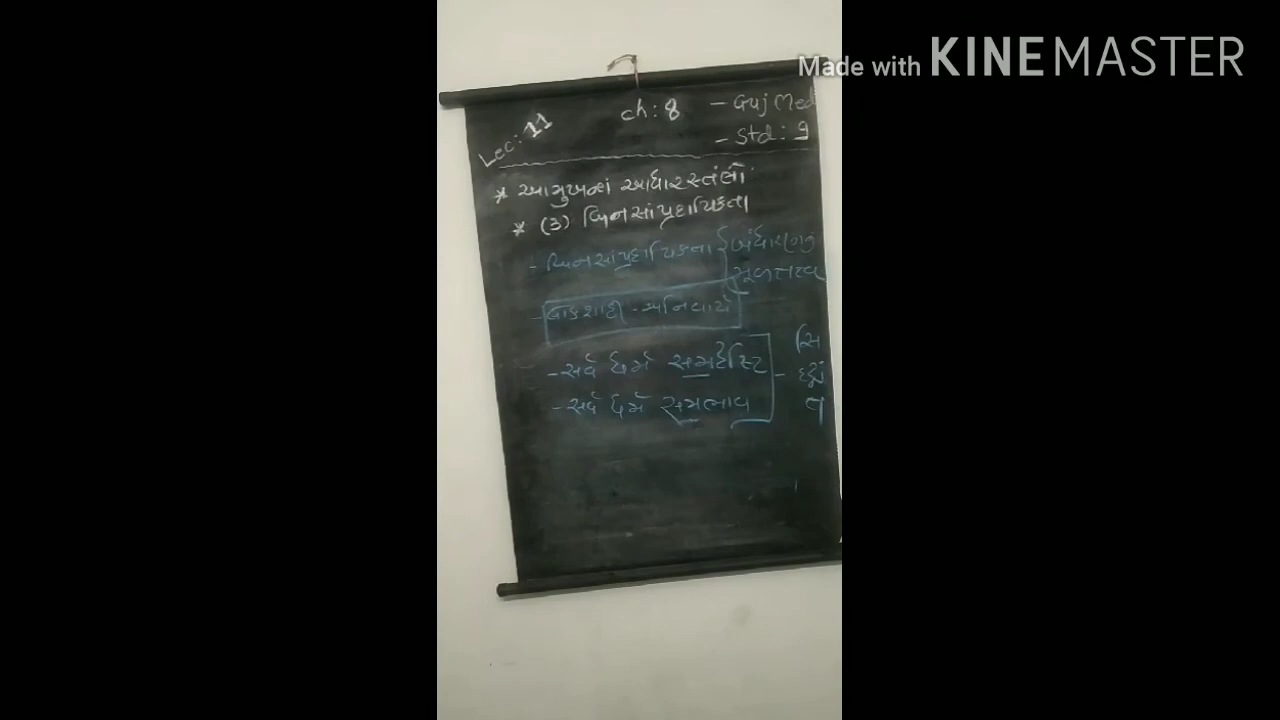 Made with KINEMASTER
Lec: 11 ch: 8 - Guj Med
- Std: 9
* આમુખનાં આધારસ્તંભો
* (3) બિનસાંપ્રદાયિકતા
- બિનસાંપ્રદાયિકતા બંધારણનું
મૂળતત્વ
- લોકશાહી - અનિવાર્ય
- સર્વ ધર્મ સમદ્રષ્ટિ
- સર્વ ધર્મ સમભાવ
- સિ
દ્ધાં
ત